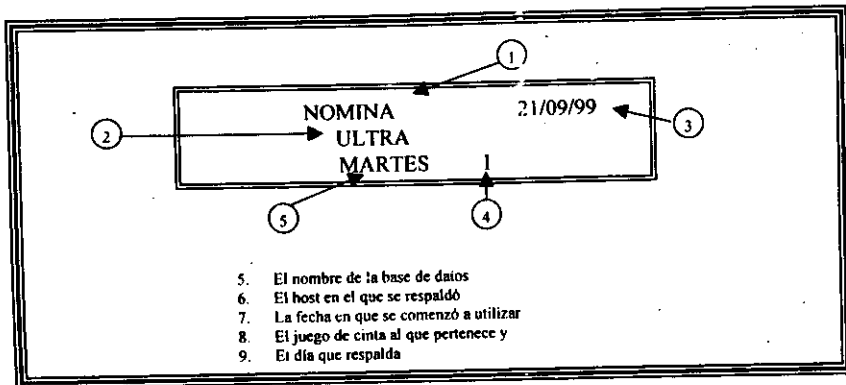 1
NOMINA 21/09/99
2 3
ULTRA
MARTES 1
5 4
5. El nombre de la base de datos
6. El host en el que se respaldó
7. La fecha en que se comenzó a utilizar
8. El juego de cinta al que pertenece y
9. El día que respalda